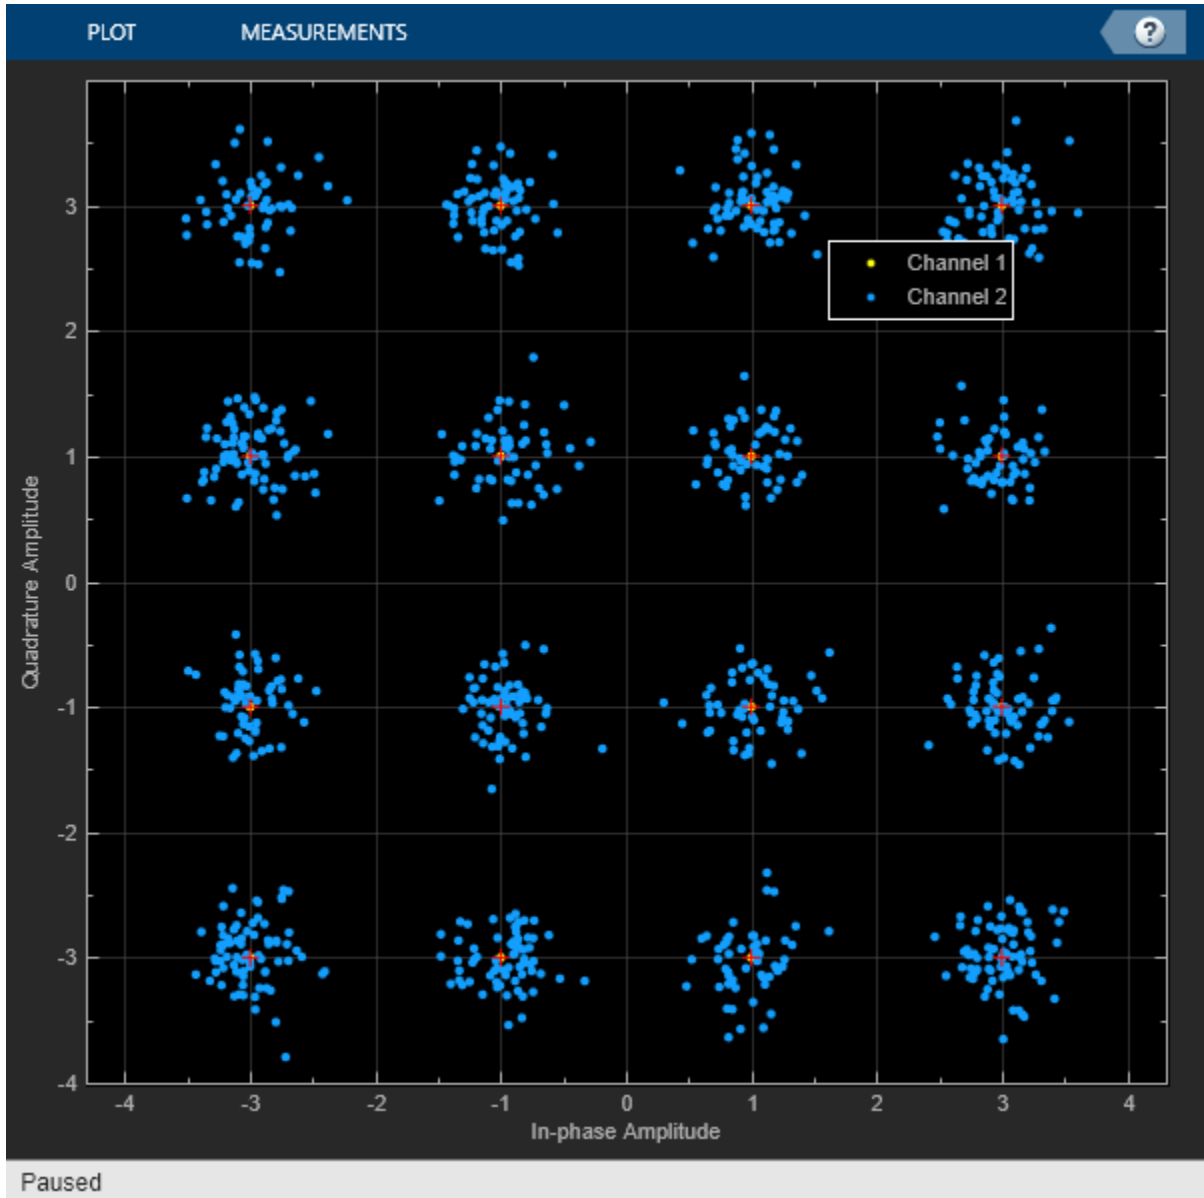 PLOT MEASUREMENTS ?
3
2
1
0
-1
-2
-3
-4
Quadrature Amplitude
Channel 1
Channel 2
-4 -3 -2 -1 0 1 2 3 4
In-phase Amplitude
Paused